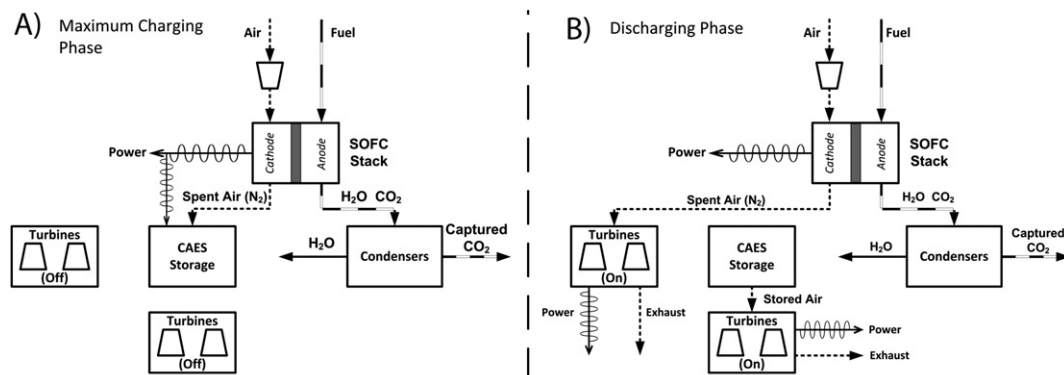 A) Maximum Charging
Phase
Air
Fuel
Cathode
Anode
SOFC
Stack
Power
Spent Air (N₂)
H₂O CO₂
Turbines
(Off)
CAES
Storage
H₂O
Condensers
Captured
CO₂
Turbines
(Off)
B) Discharging Phase
Air
Fuel
Cathode
Anode
SOFC
Stack
Power
Spent Air (N₂)
H₂O CO₂
Turbines
(On)
CAES
Storage
H₂O
Condensers
Captured
CO₂
Power
Exhaust
Stored Air
Turbines
(On)
Power
Exhaust